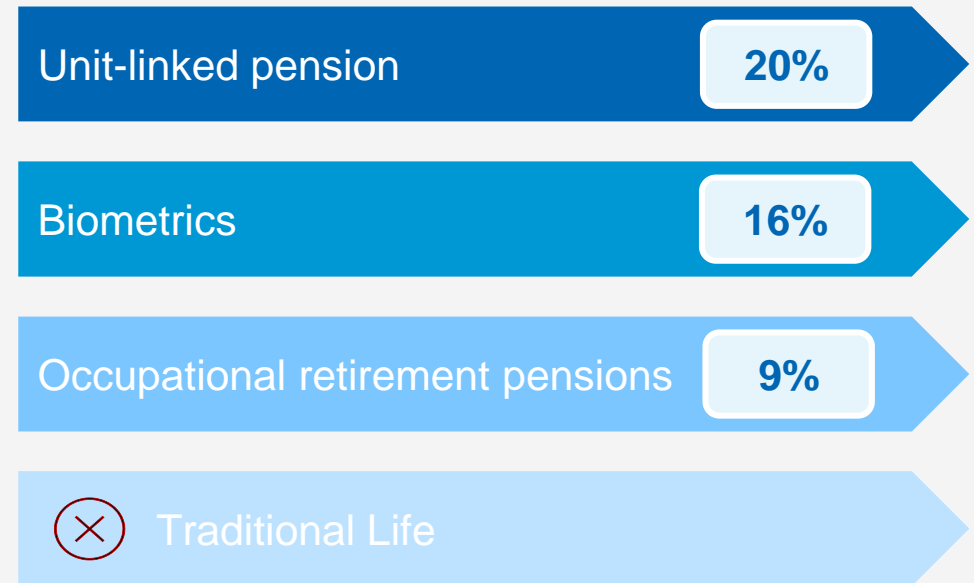 Unit-linked pension 20%
Biometrics 16%
Occupational retirement pensions 9%
Traditional Life